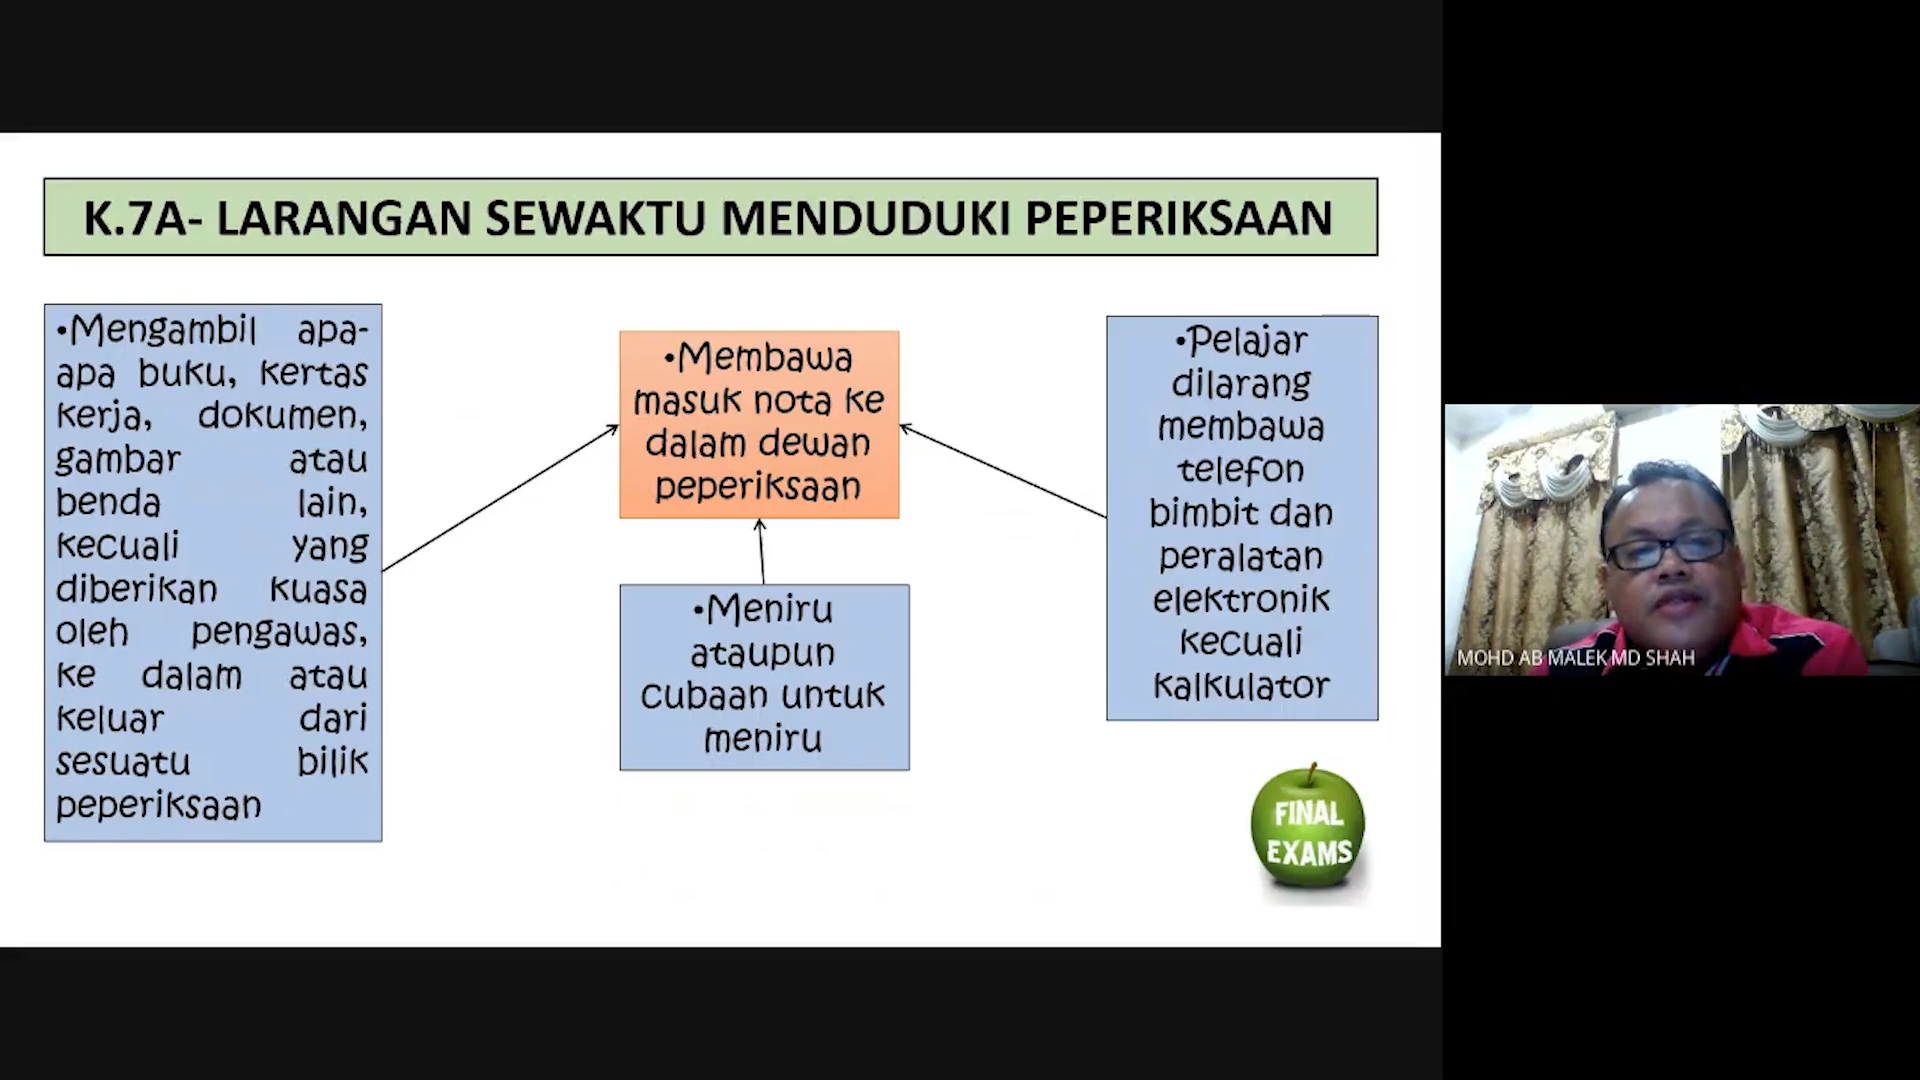 K.7A- LARANGAN SEWAKTU MENDUDUKI PEPERIKSAAN
•Mengambil apa-
apa buku, kertas
kerja, dokumen,
gambar atau
benda lain,
kecuali yang
diberikan kuasa
oleh pengawas,
ke dalam atau
keluar dari
sesuatu bilik
peperiksaan
•Membawa
masuk nota ke
dalam dewan
peperiksaan
•Meniru
ataupun
cubaan untuk
meniru
•Pelajar
dilarang
membawa
telefon
bimbit dan
peralatan
elektronik
kecuali
kalkulator
FINAL
EXAMS
MOHD AB MALEK MD SHAH